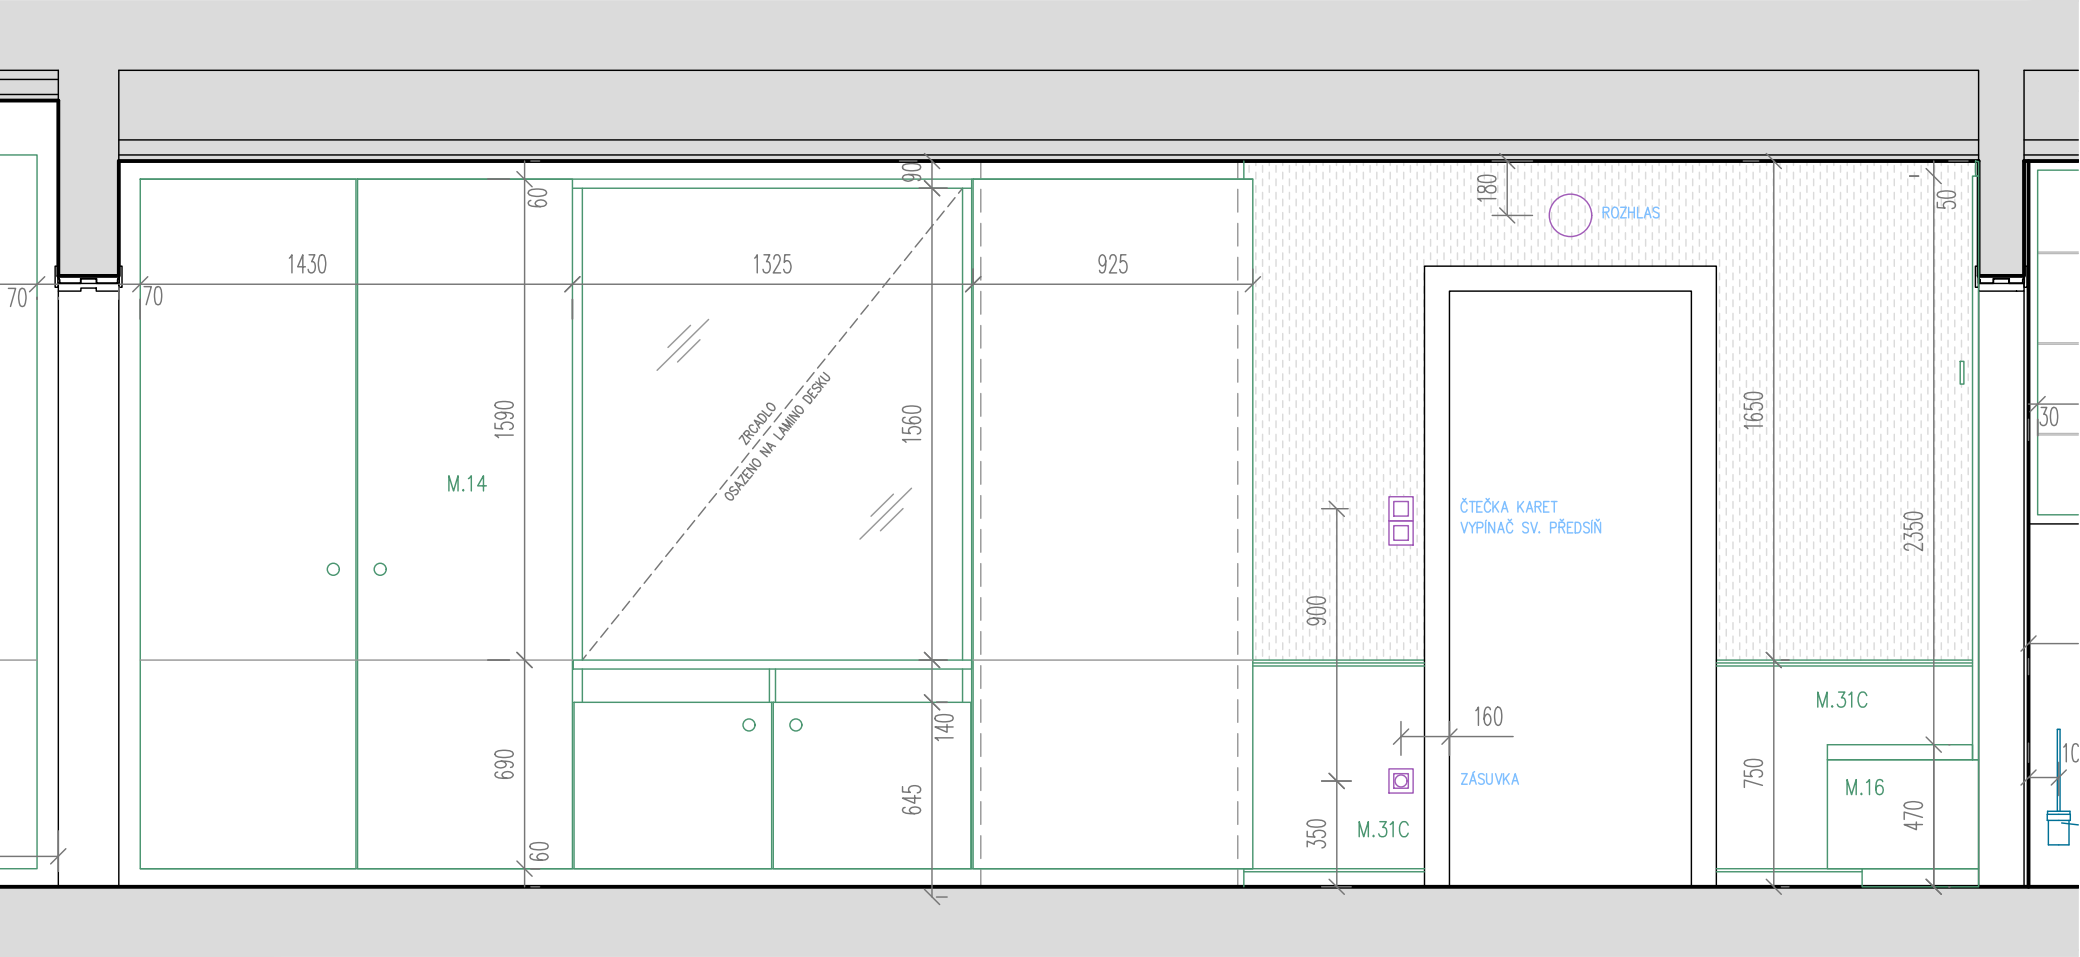 90
180
ROZHLAS
60
50
1430
1325
925
70
70
1590
ZRCADLO
OSAZENO NA LAMINO DESKU
1560
1650
30
M.14
ČTEČKA KARET
VYPÍNAČ SV. PŘEDSÍŇ
2350
900
M.31C
160
140
690
645
ZÁSUVKA
750
M.16
470
M.31C
350
60